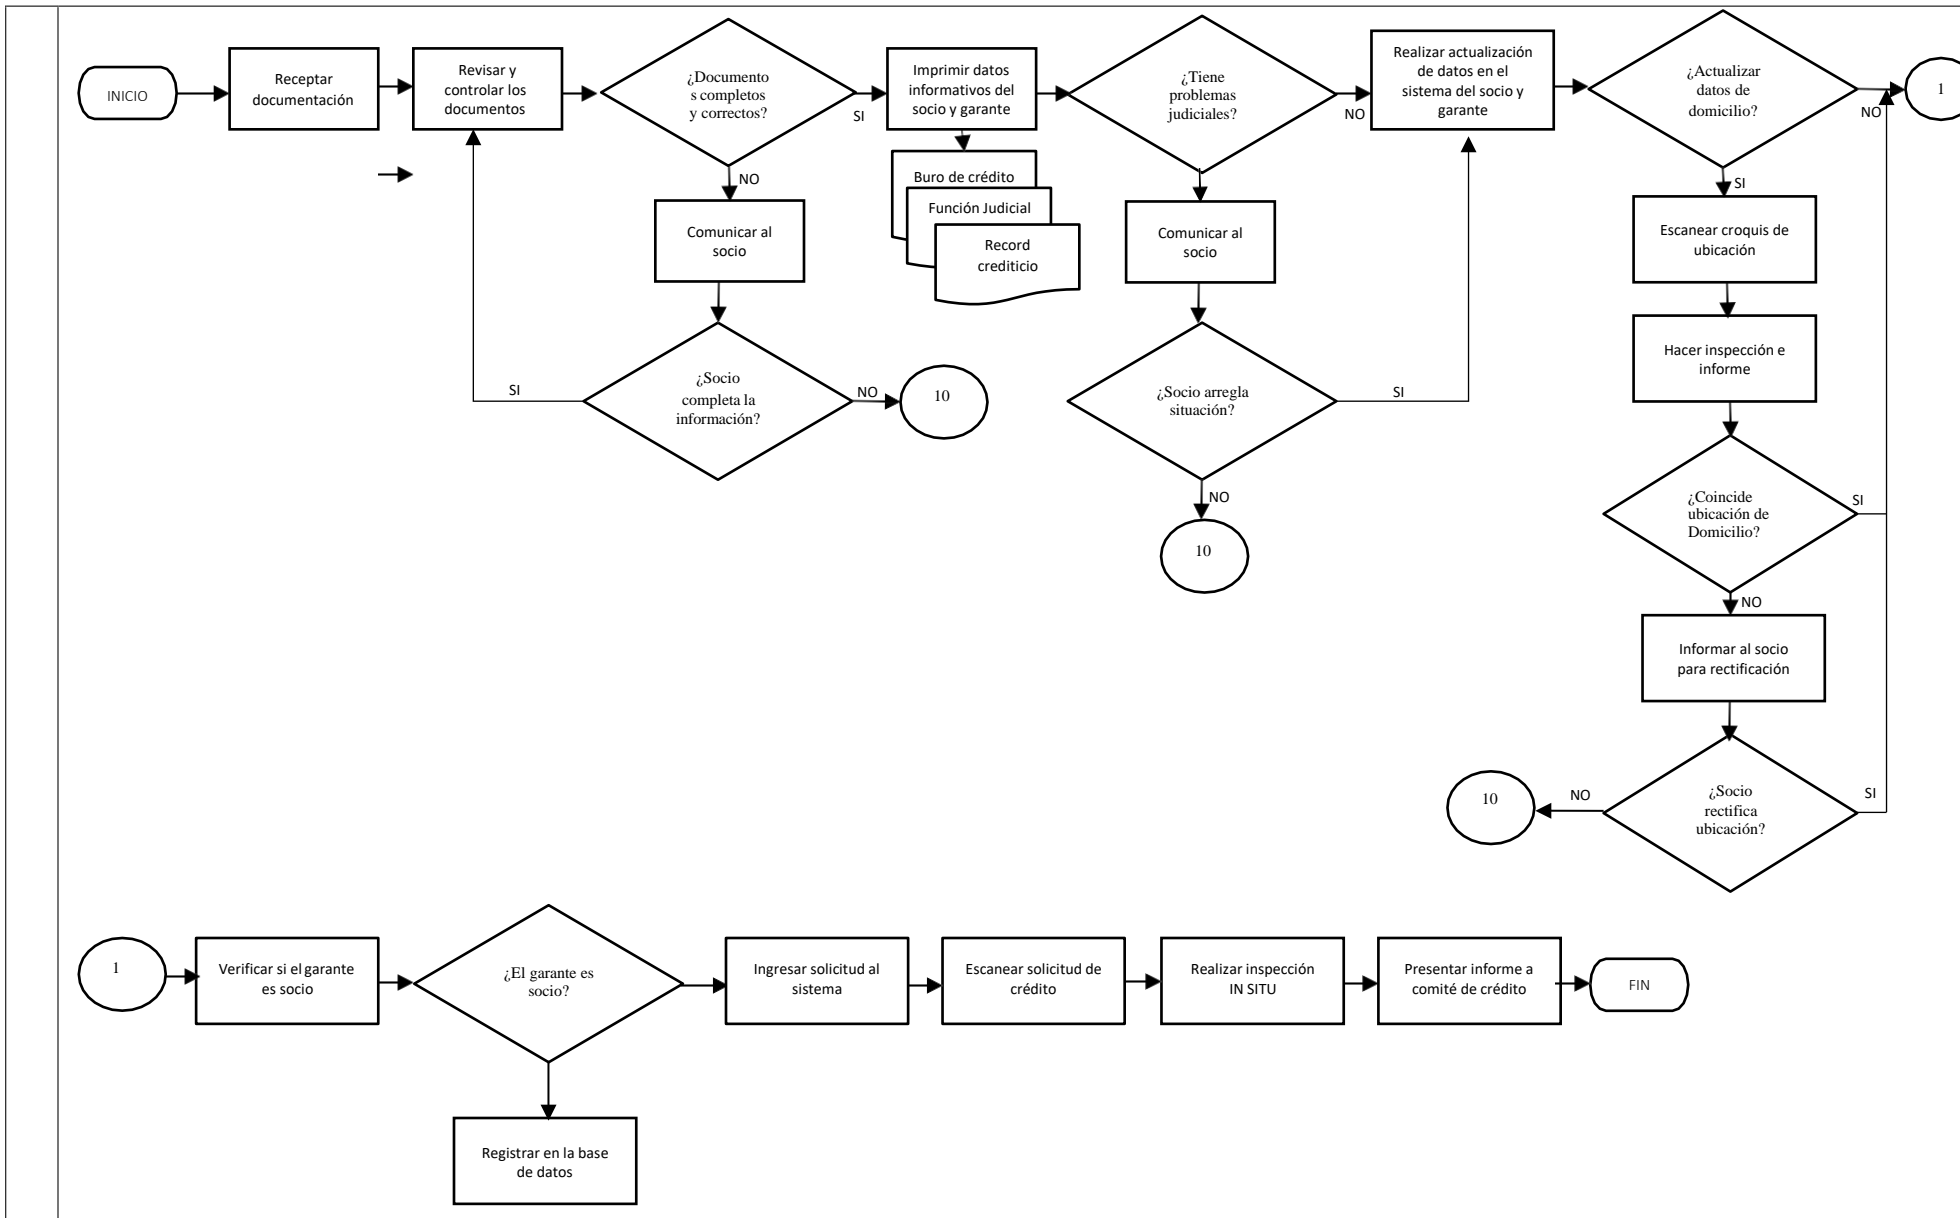 INICIO
Receptar
documentación
Revisar y
controlar los
documentos
¿Documento
s completos
y correctos?
SI
NO
Imprimir datos
informativos del
socio y garante
Buro de crédito
Función Judicial
Record
crediticio
Comunicar al
socio
¿Socio
completa la
información?
SI
NO
10
¿Tiene
problemas
judiciales?
NO
NO
Comunicar al
socio
¿Socio arregla
situación?
SI
NO
10
Realizar actualización
de datos en el
sistema del socio y
garante
¿Actualizar
datos de
domicilio?
NO
1
SI
Escanear croquis de
ubicación
Hacer inspección e
informe
¿Coincide
ubicación de
Domicilio?
SI
NO
Informar al socio
para rectificación
¿Socio
rectifica
ubicación?
SI
NO
10
1
Verificar si el garante
es socio
¿El garante es
socio?
Registrar en la base
de datos
Ingresar solicitud al
sistema
Escanear solicitud de
crédito
Realizar inspección
IN SITU
Presentar informe a
comité de crédito
FIN